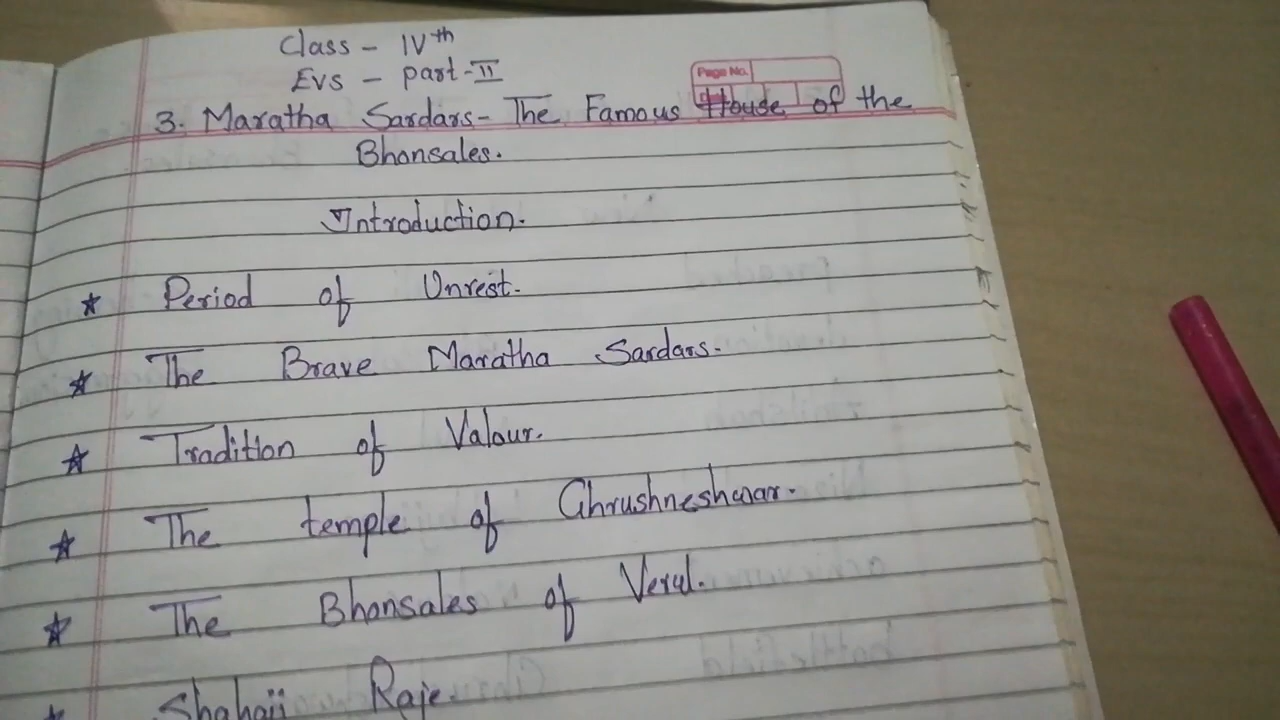 Class - IVth
EVS - part-II
Page No.
3. Maratha Sardars- The Famous House of the
Bhonsales.
Introduction.
★ Period of Unrest.
★ The Brave Maratha Sardars.
★ Tradition of Valour.
★ The temple of Ghrushneshwar.
★ The Bhonsales of Verul.
★ Shahaji Raje.